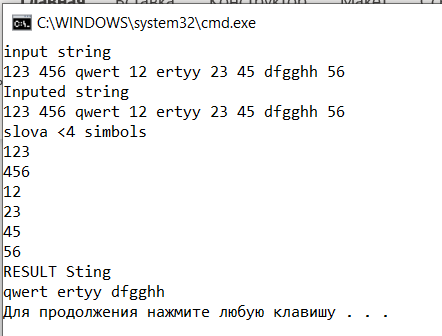 C:\WINDOWS\system32\cmd.exe
input string
123 456 qwert 12 ertyy 23 45 dfgghh 56
Inputed string
123 456 qwert 12 ertyy 23 45 dfgghh 56
slova <4 simbols
123
456
12
23
45
56
RESULT Sting
qwert ertyy dfgghh
Для продолжения нажмите любую клавишу . . .